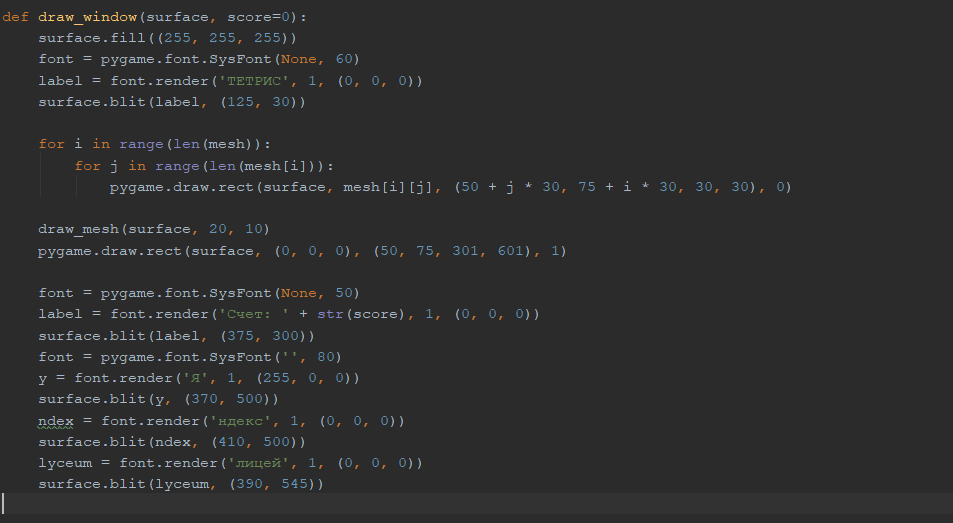 def draw_window(surface, score=0):
    surface.fill((255, 255, 255))
    font = pygame.font.SysFont(None, 60)
    label = font.render('ТЕТРИС', 1, (0, 0, 0))
    surface.blit(label, (125, 30))

    for i in range(len(mesh)):
        for j in range(len(mesh[i])):
            pygame.draw.rect(surface, mesh[i][j], (50 + j * 30, 75 + i * 30, 30, 30), 0)

    draw_mesh(surface, 20, 10)
    pygame.draw.rect(surface, (0, 0, 0), (50, 75, 301, 601), 1)

    font = pygame.font.SysFont(None, 50)
    label = font.render('Счет: ' + str(score), 1, (0, 0, 0))
    surface.blit(label, (375, 300))
    font = pygame.font.SysFont('', 80)
    y = font.render('Я', 1, (255, 0, 0))
    surface.blit(y, (370, 500))
    ndex = font.render('ндекс', 1, (0, 0, 0))
    surface.blit(ndex, (410, 500))
    lyceum = font.render('лицей', 1, (0, 0, 0))
    surface.blit(lyceum, (390, 545))